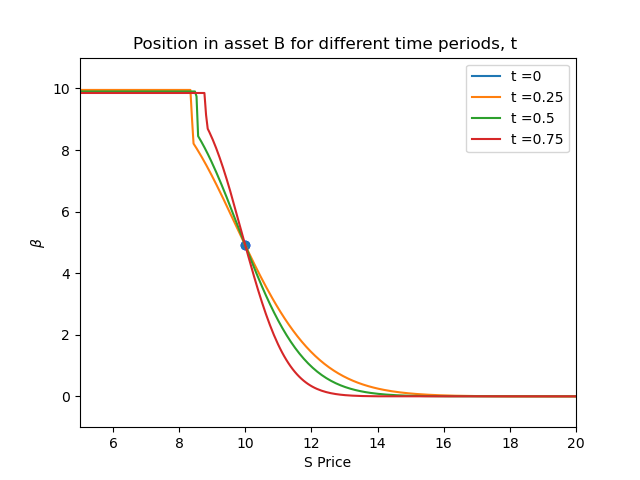 Position in asset B for different time periods, t
t =0
t =0.25
t =0.5
t =0.75
β
10
8
6
4
2
0
6 8 10 12 14 16 18 20
S Price